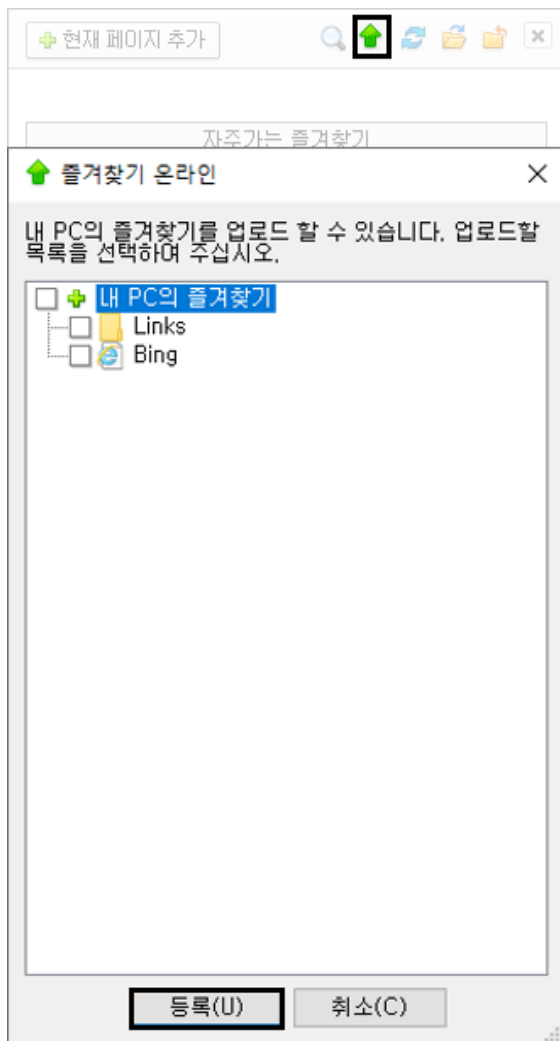 현재 페이지 추가
자주가는 즐겨찾기
즐겨찾기 온라인
내 PC의 즐겨찾기를 업로드 할 수 있습니다. 업로드할
목록을 선택하여 주십시오.
내 PC의 즐겨찾기
Links
Bing
등록(U) 취소(C)